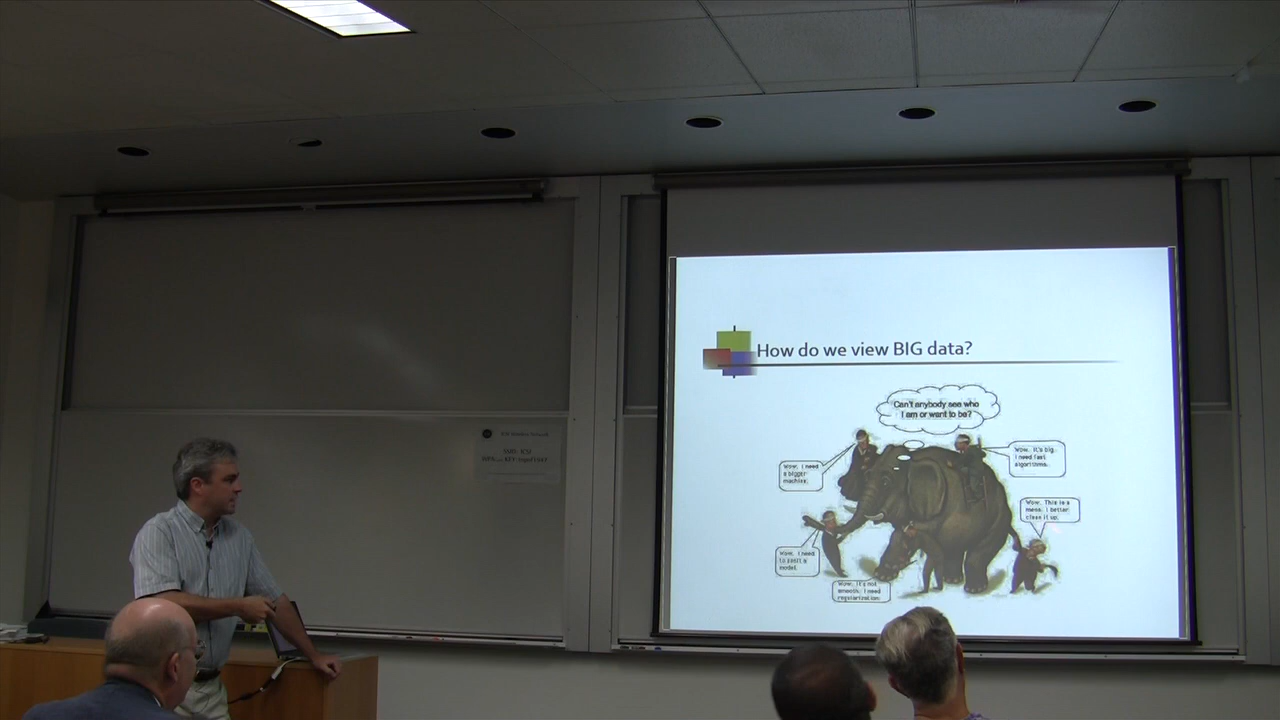 How do we view BIG data?
Can't anybody see who
I am or want to be?
Wow. I need
a bigger
machine.
Wow. It's big.
I need fast
algorithms.
Wow. This is a
mess. I better
clean it up.
Wow. I need
to posit a
model.
Wow. It's not
smooth. I need
regularization.